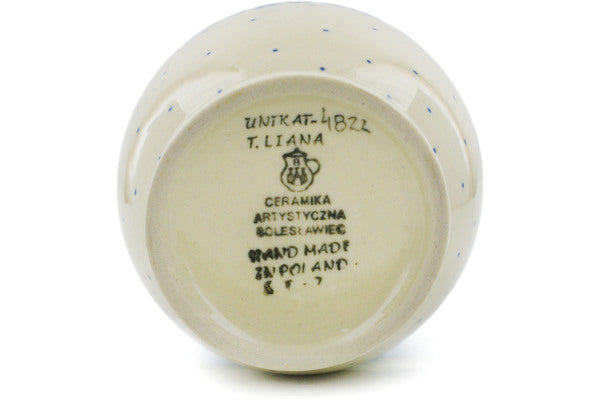 UNIKAT-4822
T. LIANA
B
CERAMIKA
ARTYSTYCZNA
BOLESŁAWIEC
HAND MADE
IN POLAND